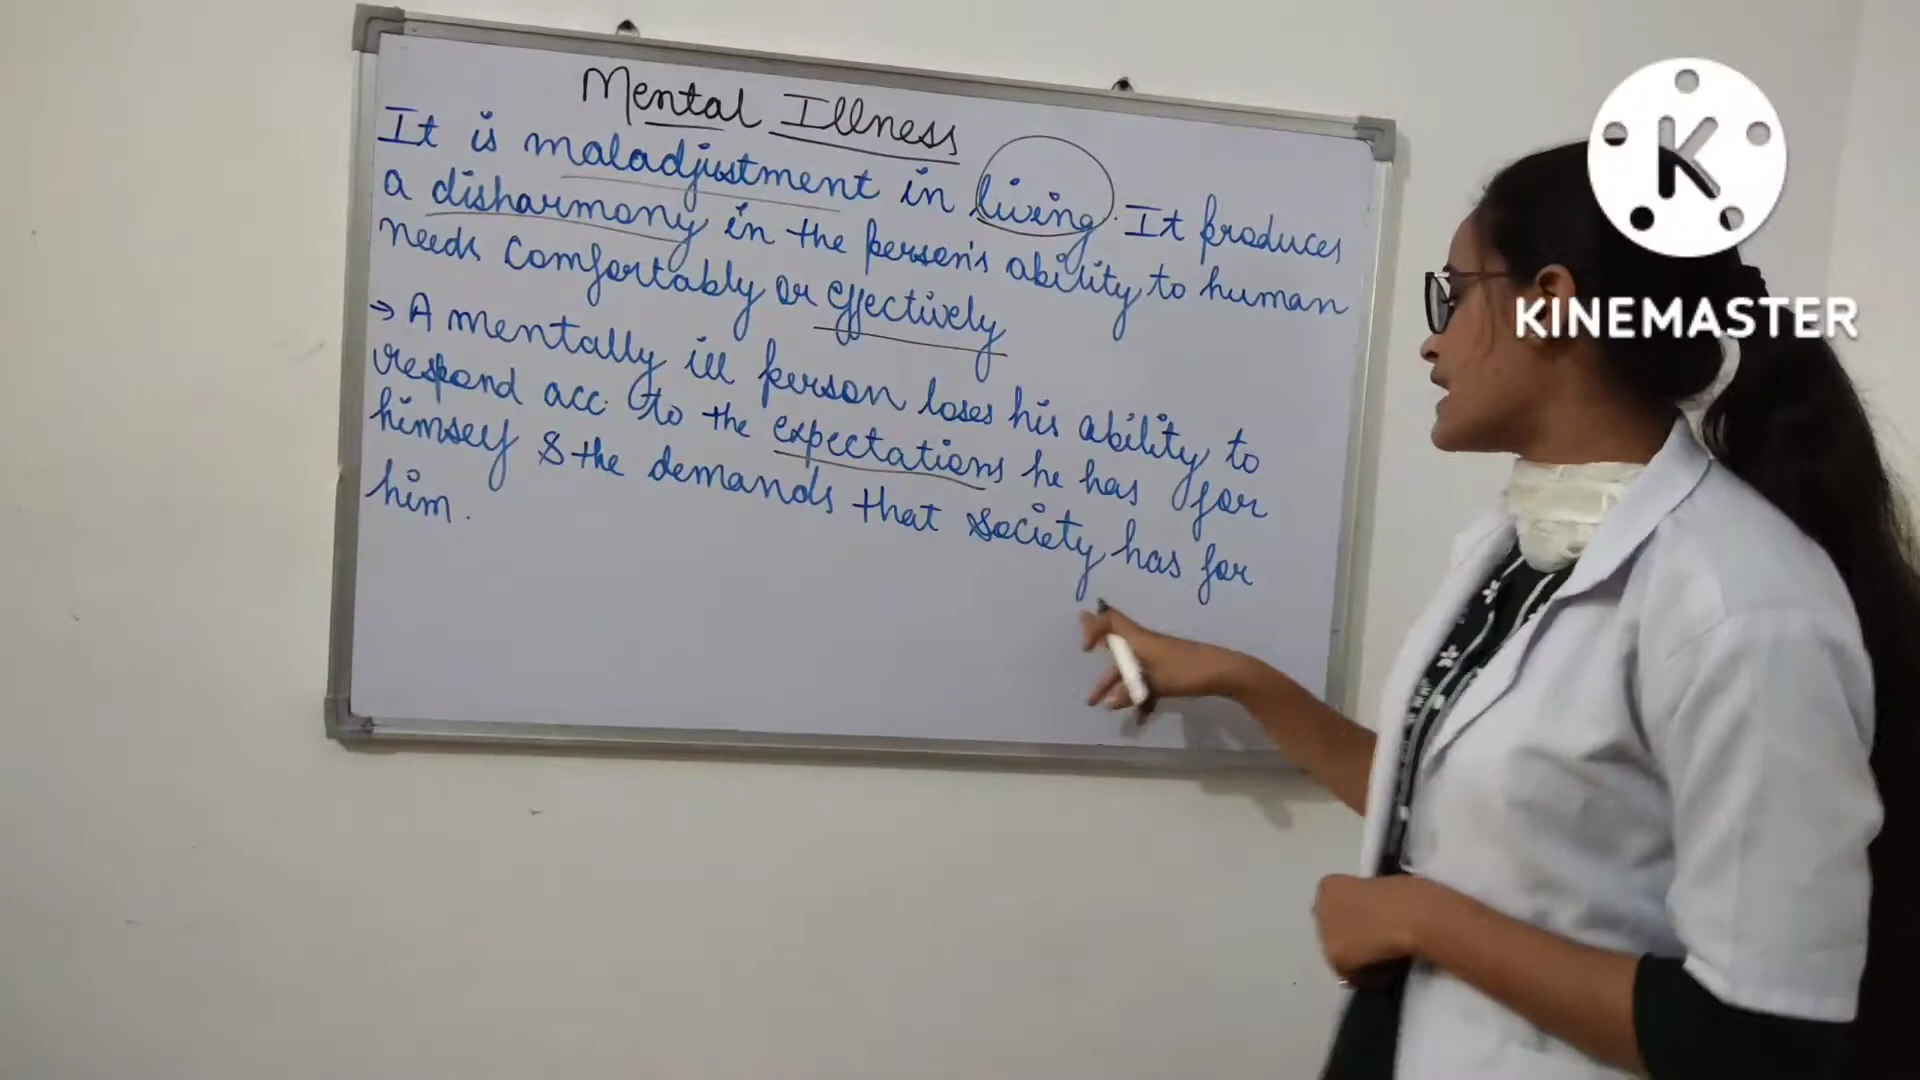 Mental Illness
It is maladjustment in living. It produces
a disharmony in the person's ability to human
needs comfortably or effectively
→ A mentally ill person loses his ability to
respond acc. to the expectations he has for
himself & the demands that society has for
him.
K
KINEMASTER